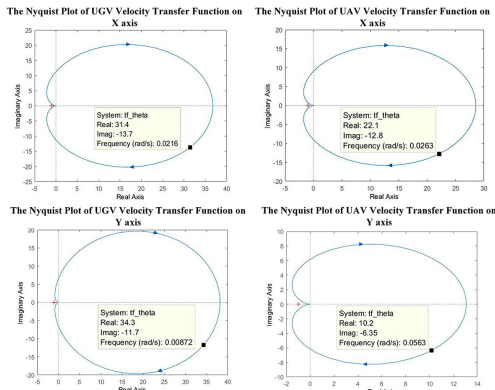 The Nyquist Plot of UGV Velocity Transfer Function on
X axis
25
20
15
10
5
0
-5
-10
-15
-20
-25
Imaginary Axis
System: tf_theta
Real: 31.4
Imag: -13.7
Frequency (rad/s): 0.0216
-5 0 5 10 15 20 25 30 35 40
Real Axis
The Nyquist Plot of UAV Velocity Transfer Function on
X axis
20
15
10
5
0
-5
-10
-15
-20
Imaginary Axis
System: tf_theta
Real: 22.1
Imag: -12.8
Frequency (rad/s): 0.0263
-5 0 5 10 15 20 25 30
Real Axis
The Nyquist Plot of UGV Velocity Transfer Function on
Y axis
20
15
10
5
0
-5
-10
-15
-20
Imaginary Axis
System: tf_theta
Real: 34.3
Imag: -11.7
Frequency (rad/s): 0.00872
-5 0 5 10 15 20 25 30 35 40
Real Axis
The Nyquist Plot of UAV Velocity Transfer Function on
Y axis
10
8
6
4
2
0
-2
-4
-6
-8
-10
Imaginary Axis
System: tf_theta
Real: 10.2
Imag: -6.35
Frequency (rad/s): 0.0563
-2 0 2 4 6 8 10 12 14